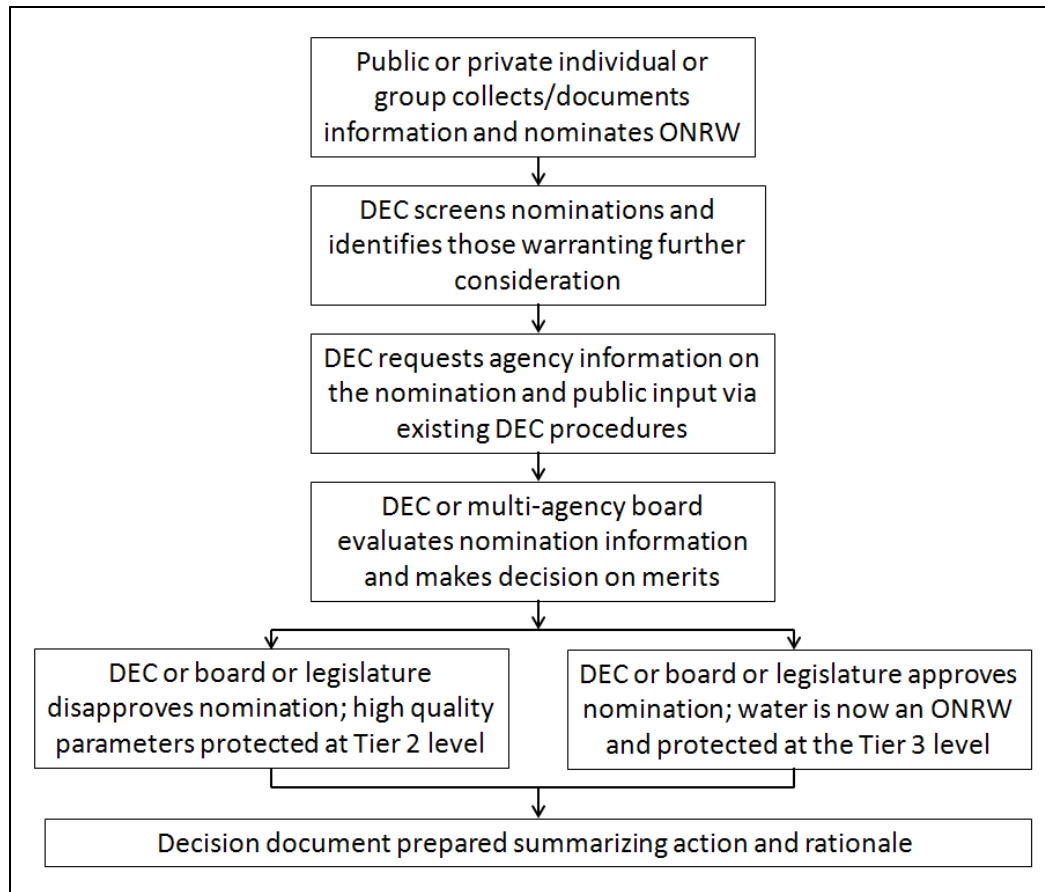 Public or private individual or
group collects/documents
information and nominates ONRW
DEC screens nominations and
identifies those warranting further
consideration
DEC requests agency information on
the nomination and public input via
existing DEC procedures
DEC or multi-agency board
evaluates nomination information
and makes decision on merits
DEC or board or legislature
disapproves nomination; high quality
parameters protected at Tier 2 level
DEC or board or legislature approves
nomination; water is now an ONRW
and protected at the Tier 3 level
Decision document prepared summarizing action and rationale